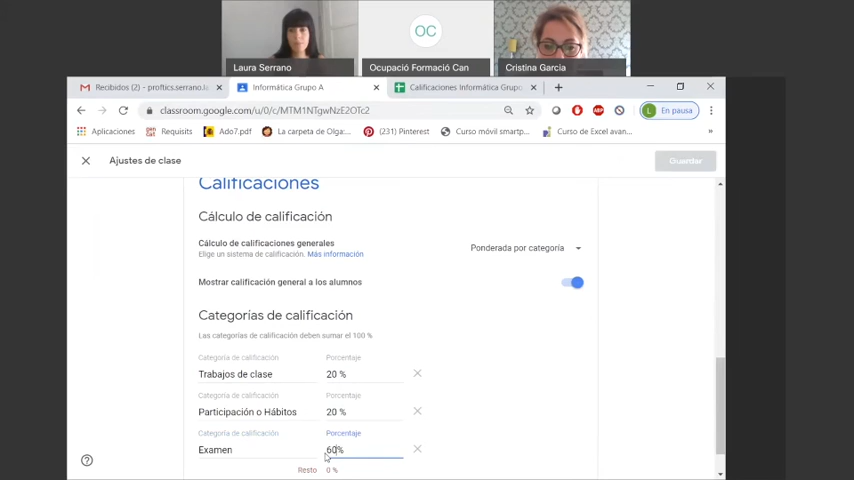 OC
Laura Serrano
Ocupació Formació Can
Cristina Garcia
Recibidos (2) - proftics.serrano.la
Informática Grupo A
Calificaciones Informática Grupo
classroom.google.com/u/0/c/MTM1NTgwNzE2OTc2
ABP
L
En pausa
Aplicaciones
Requisits
Ado7.pdf
La carpeta de Olga:...
(231) Pinterest
Curso móvil smartp...
Curso de Excel avan...
»
Ajustes de clase
Guardar
Calificaciones
Cálculo de calificación
Cálculo de calificaciones generales
Elige un sistema de calificación. Más información
Ponderada por categoría
Mostrar calificación general a los alumnos
Categorías de calificación
Las categorías de calificación deben sumar el 100 %
Categoría de calificación Porcentaje
Trabajos de clase 20 %
Categoría de calificación Porcentaje
Participación o Hábitos 20 %
Categoría de calificación Porcentaje
Examen 60%
Resto 0 %